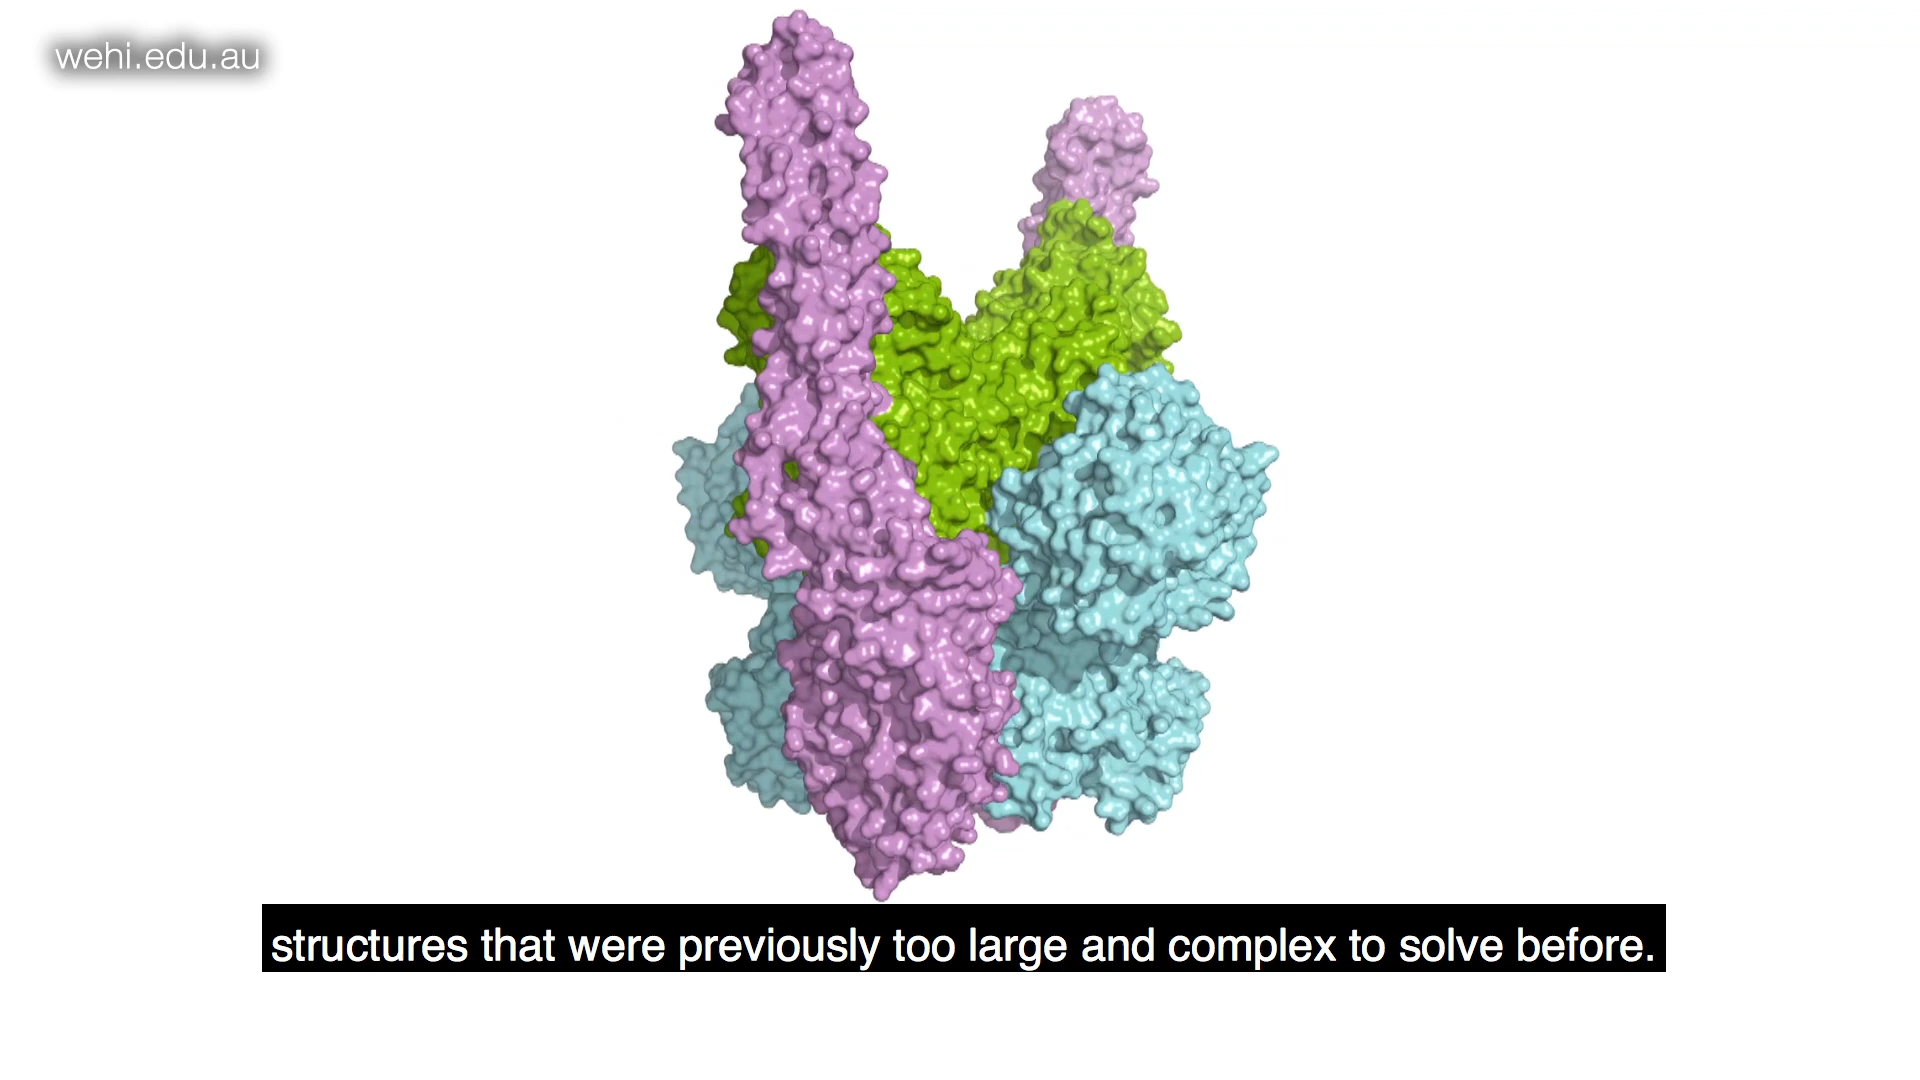 wehi.edu.au
structures that were previously too large and complex to solve before.